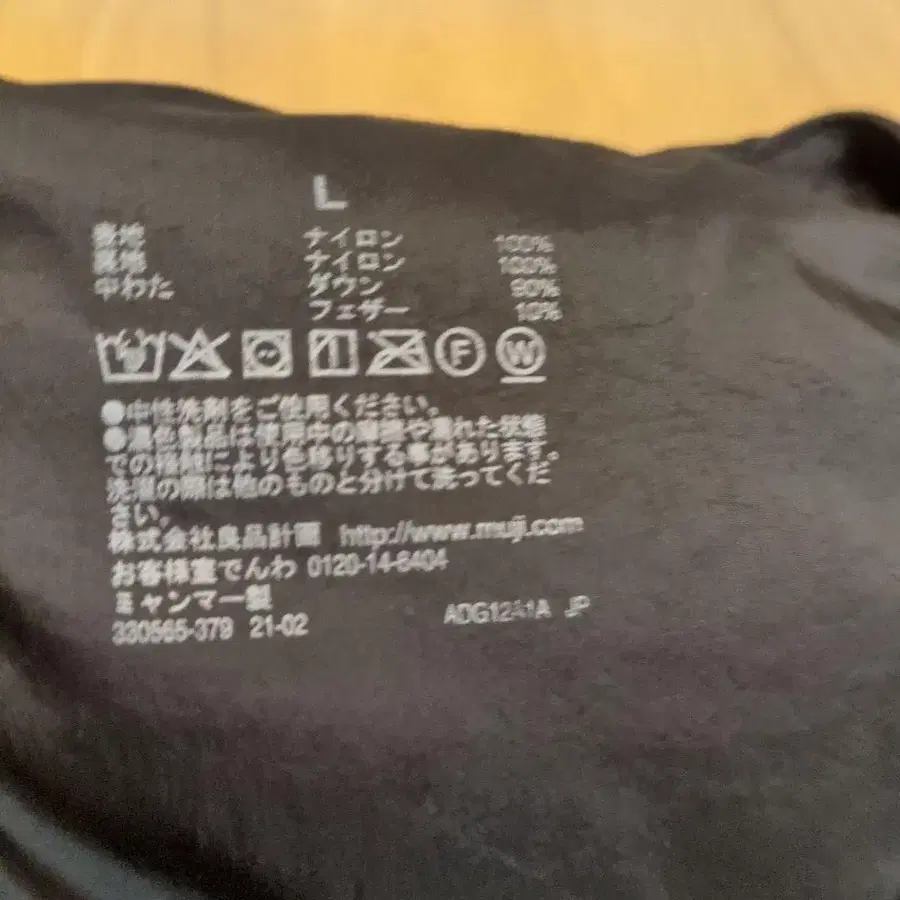 L
表地 ナイロン 100%
裏地 ナイロン 100%
中わた ダウン 90%
フェザー 10%
F W
●中性洗剤をご使用ください。
●濃色製品は使用中の摩擦や濡れた状態
での接触により色移りする事があります。
洗濯の際は他のものと分けて洗ってくだ
さい。
株式会社良品計画 http://www.muji.com
お客様室でんわ 0120-14-6404
ミャンマー製
330565-379 21-02 ADG12A1A JP